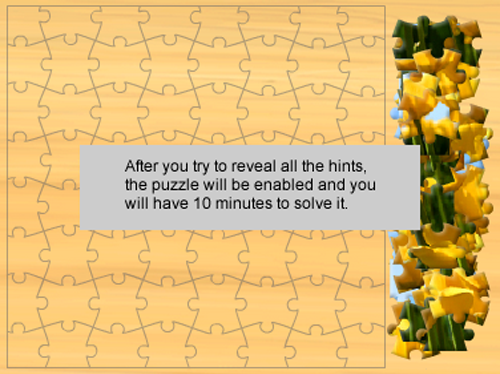 After you try to reveal all the hints,
the puzzle will be enabled and you
will have 10 minutes to solve it.